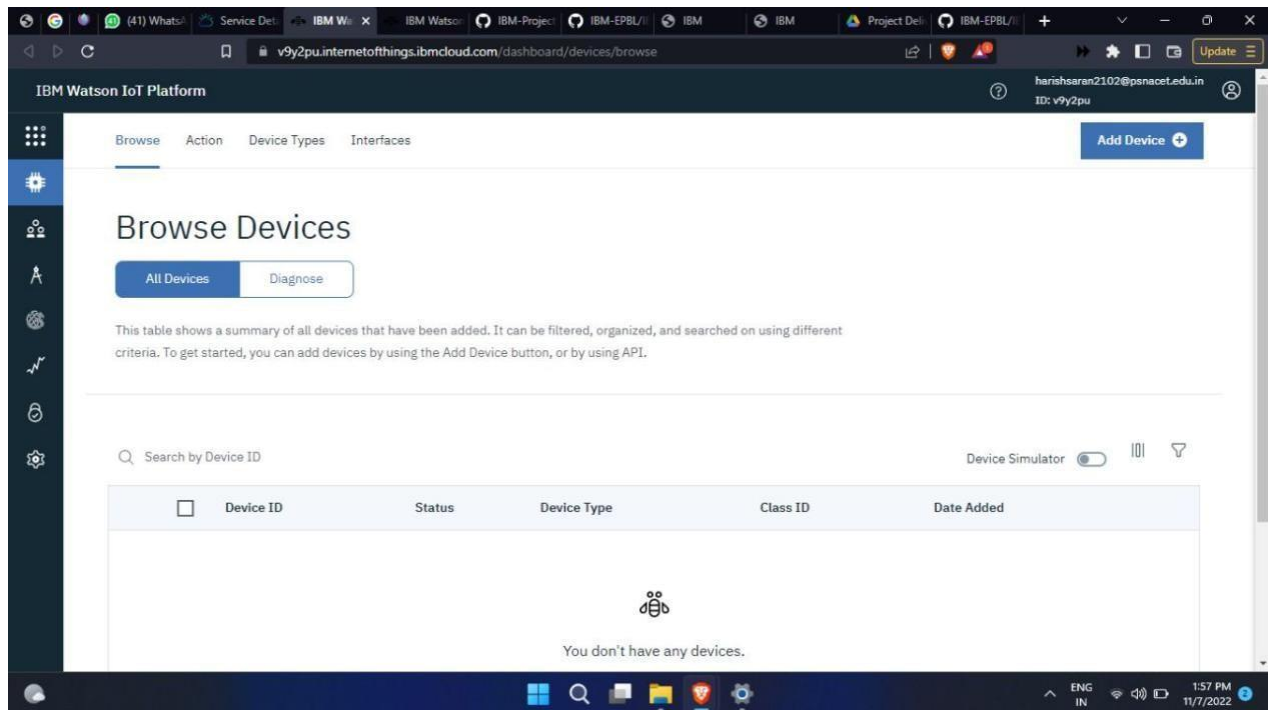 (41) WhatsA
Service Deta
IBM Wa
IBM Watson
IBM-Project
IBM-EPBL/I
IBM
IBM
Project Deli
IBM-EPBL/I
v9y2pu.internetofthings.ibmcloud.com/dashboard/devices/browse
Update
IBM Watson IoT Platform
harishsaran2102@psnacet.edu.in
ID: v9y2pu
Browse Action Device Types Interfaces
Add Device
Browse Devices
All Devices Diagnose
This table shows a summary of all devices that have been added. It can be filtered, organized, and searched on using different
criteria. To get started, you can add devices by using the Add Device button, or by using API.
Search by Device ID
Device Simulator
Device ID Status Device Type Class ID Date Added
You don't have any devices.
ENG
IN
1:57 PM
11/7/2022
2